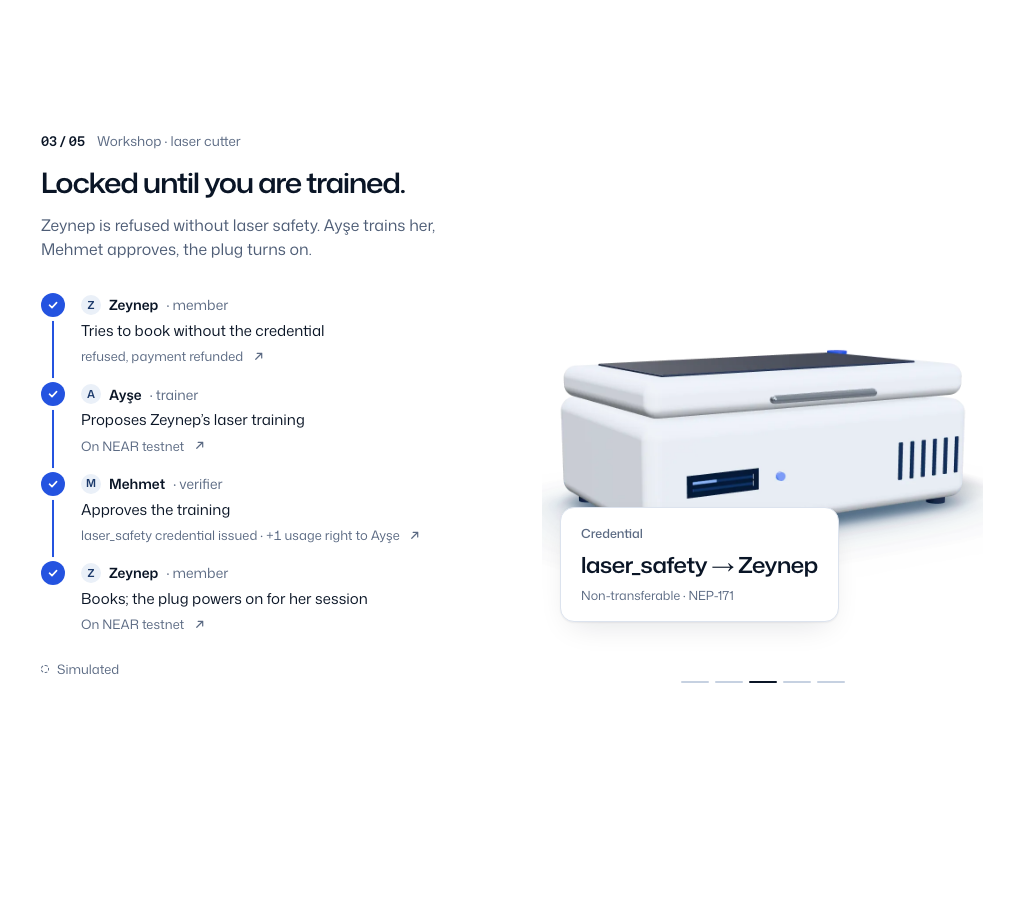 03 / 05 Workshop · laser cutter
Locked until you are trained.
Zeynep is refused without laser safety. Ayşe trains her,
Mehmet approves, the plug turns on.
Z Zeynep · member
Tries to book without the credential
refused, payment refunded ↗
A Ayşe · trainer
Proposes Zeynep’s laser training
On NEAR testnet ↗
M Mehmet · verifier
Approves the training
laser_safety credential issued · +1 usage right to Ayşe ↗
Z Zeynep · member
Books; the plug powers on for her session
On NEAR testnet ↗
Simulated
Credential
laser_safety → Zeynep
Non-transferable · NEP-171